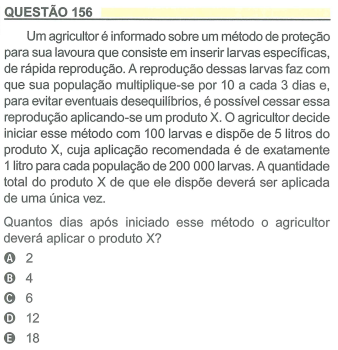 QUESTÃO 156
Um agricultor é informado sobre um método de proteção
para sua lavoura que consiste em inserir larvas específicas,
de rápida reprodução. A reprodução dessas larvas faz com
que sua população multiplique-se por 10 a cada 3 dias e,
para evitar eventuais desequilíbrios, é possível cessar essa
reprodução aplicando-se um produto X. O agricultor decide
iniciar esse método com 100 larvas e dispõe de 5 litros do
produto X, cuja aplicação recomendada é de exatamente
1 litro para cada população de 200 000 larvas. A quantidade
total do produto X de que ele dispõe deverá ser aplicada
de uma única vez.
Quantos dias após iniciado esse método o agricultor
deverá aplicar o produto X?
A 2
B 4
C 6
D 12
E 18